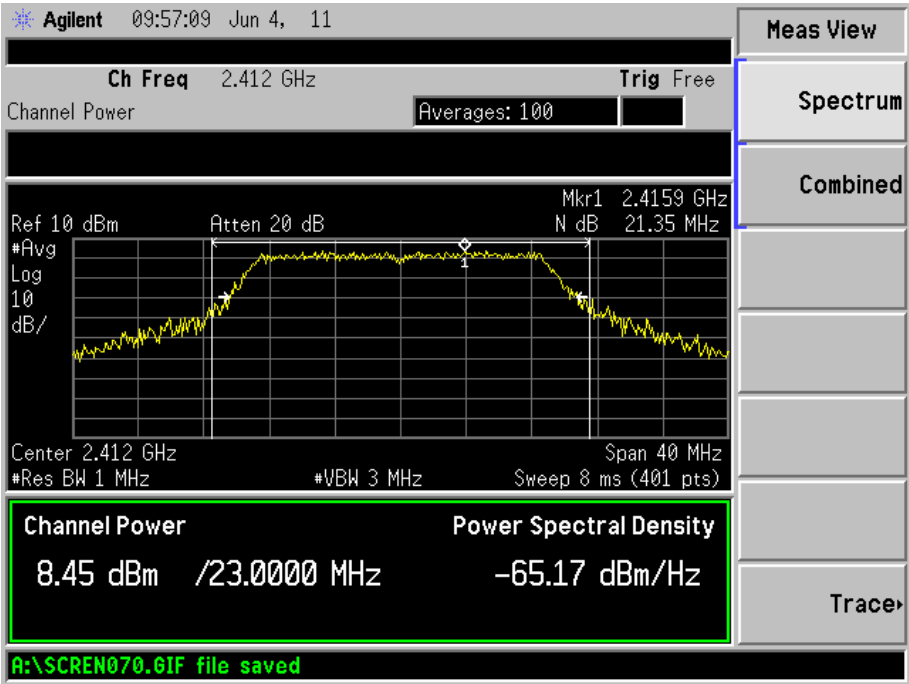 Agilent 09:57:09 Jun 4, 11
Meas View
Ch Freq 2.412 GHz Trig Free
Channel Power Averages: 100
Spectrum
Combined
Mkr1 2.4159 GHz
Ref 10 dBm Atten 20 dB N dB 21.35 MHz
#Avg
Log
10
dB/
1
Center 2.412 GHz Span 40 MHz
#Res BW 1 MHz #VBW 3 MHz Sweep 8 ms (401 pts)
Channel Power Power Spectral Density
8.45 dBm /23.0000 MHz -65.17 dBm/Hz
Trace
A:\SCREN070.GIF file saved